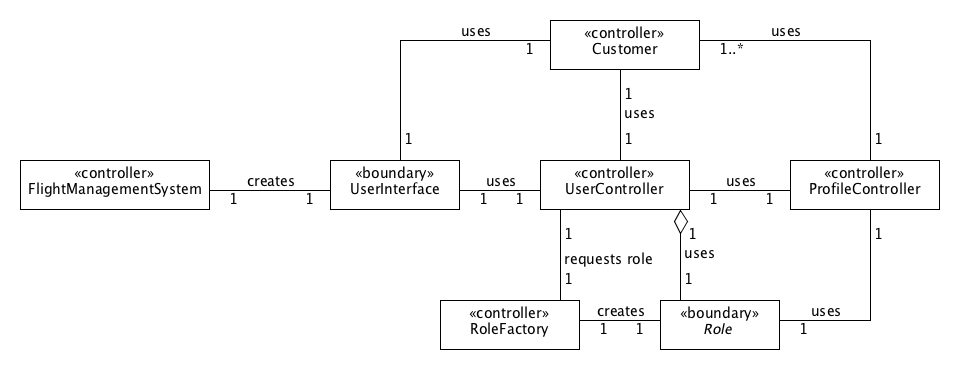 uses
«controller»
Customer
uses
1
1..*
1
uses
1
1
1
«controller»
FlightManagementSystem
creates
1
1
«boundary»
UserInterface
uses
1
1
«controller»
UserController
uses
1
1
«controller»
ProfileController
1
requests role
1
1
uses
1
1
«controller»
RoleFactory
creates
1
1
«boundary»
Role
uses
1